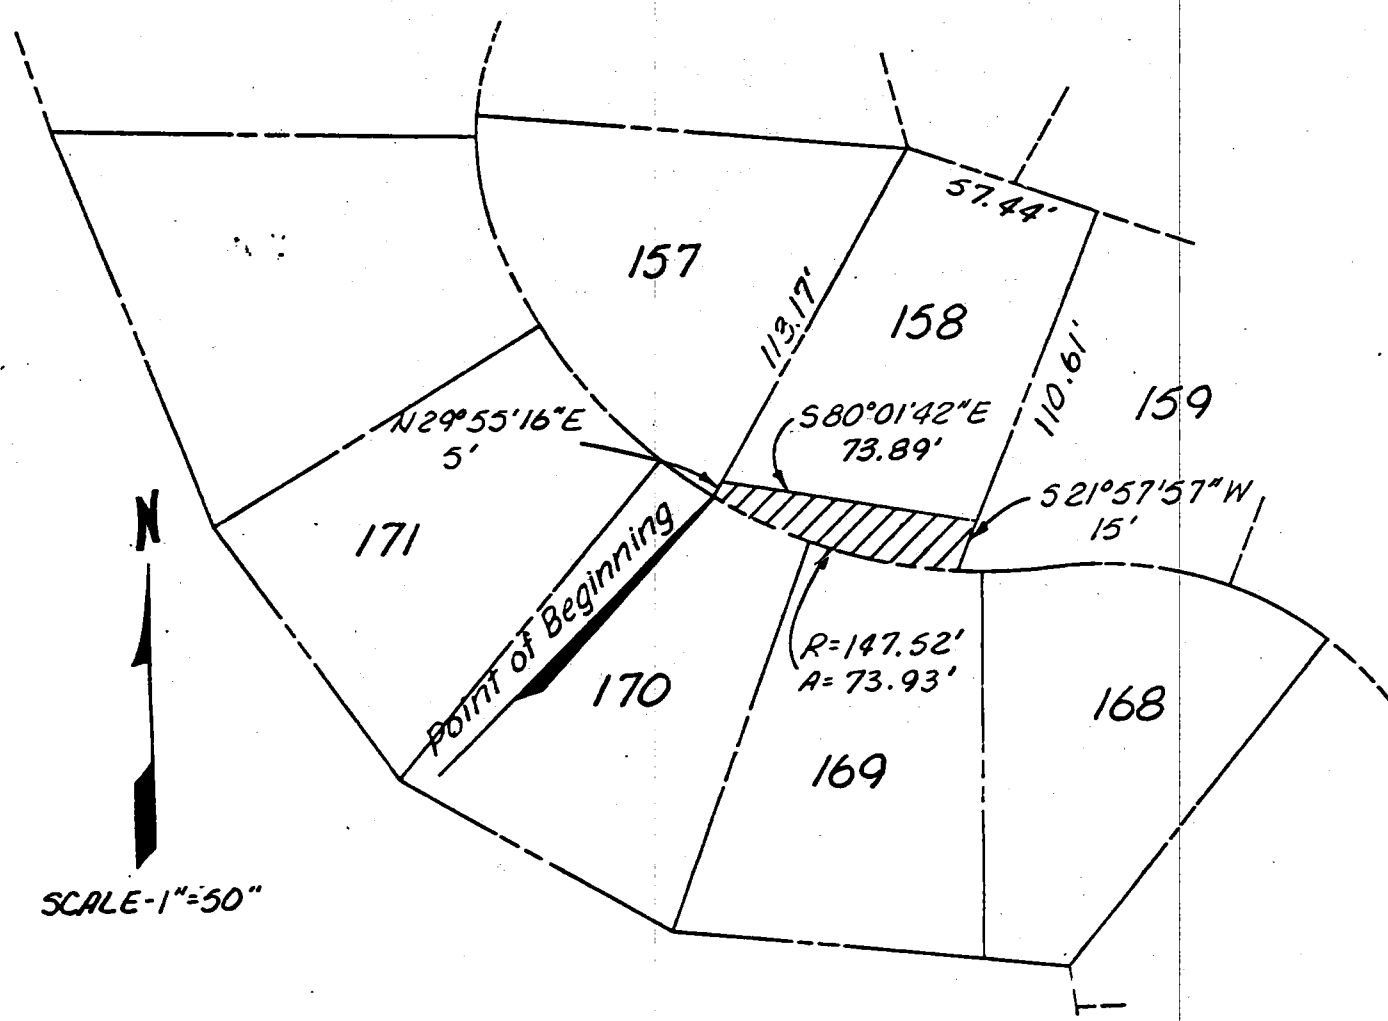 57.44'
157
113.17'
158
110.61'
159
N29°55'16"E
5'
S80°01'42"E
73.89'
S21°57'57"W
15'
N
171
Point of Beginning
R=147.52'
A=73.93'
170
168
169
SCALE-1"=50"